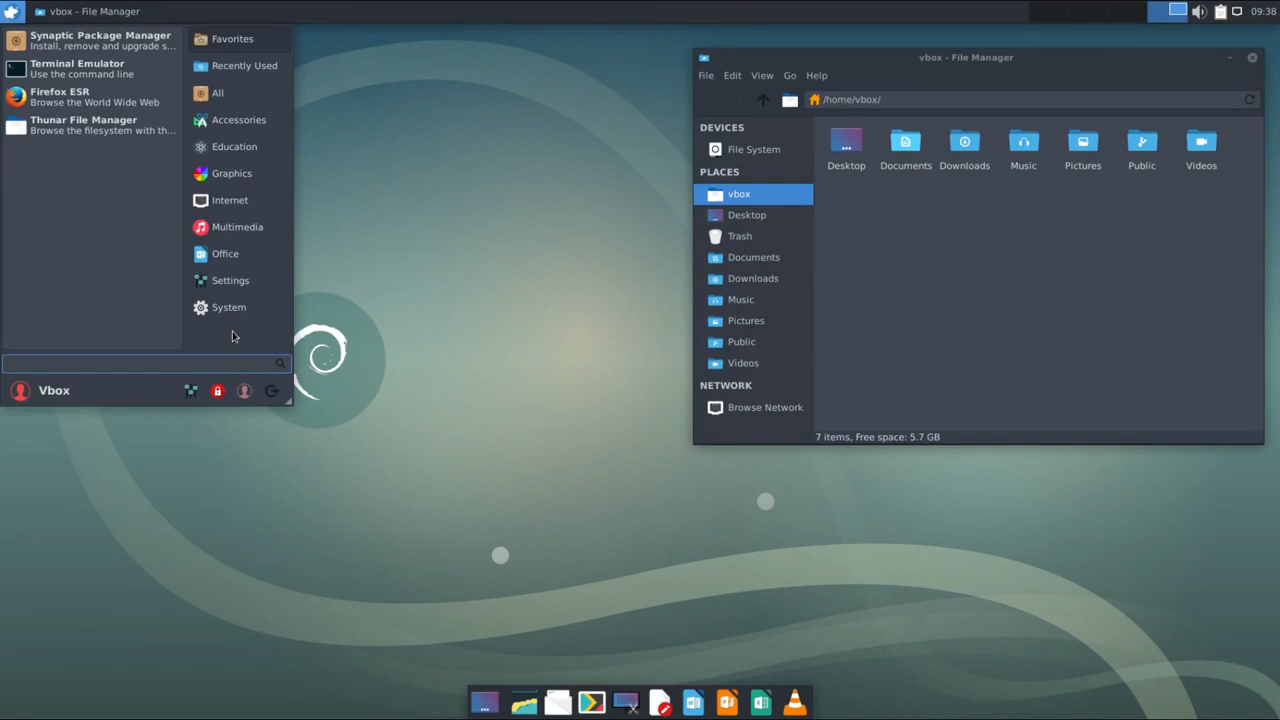 vbox - File Manager
09:38
Synaptic Package Manager
Install, remove and upgrade s...
Terminal Emulator
Use the command line
Firefox ESR
Browse the World Wide Web
Thunar File Manager
Browse the filesystem with th...
Favorites
Recently Used
All
Accessories
Education
Graphics
Internet
Multimedia
Office
Settings
System
Vbox
vbox - File Manager
File Edit View Go Help
/home/vbox/
DEVICES
File System
PLACES
vbox
Desktop
Trash
Documents
Downloads
Music
Pictures
Public
Videos
NETWORK
Browse Network
Desktop Documents Downloads Music Pictures Public Videos
7 items, Free space: 5.7 GB